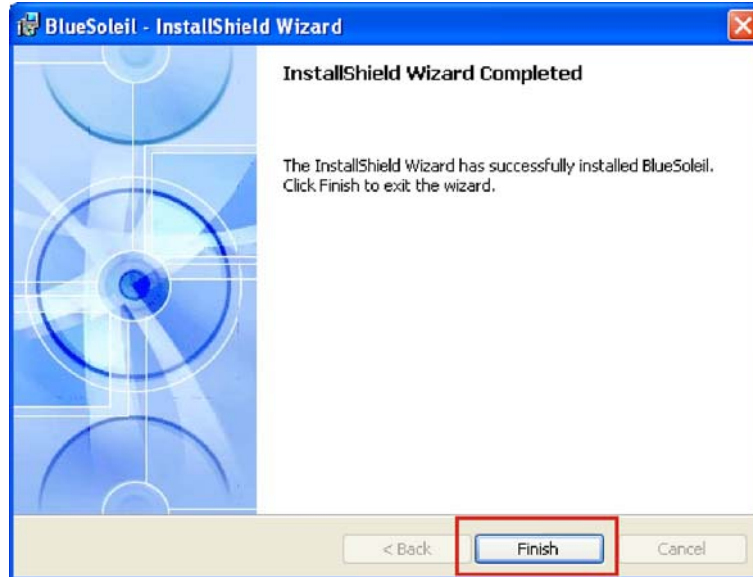 BlueSoleil - InstallShield Wizard
InstallShield Wizard Completed
The InstallShield Wizard has successfully installed BlueSoleil.
Click Finish to exit the wizard.
< Back
Finish
Cancel